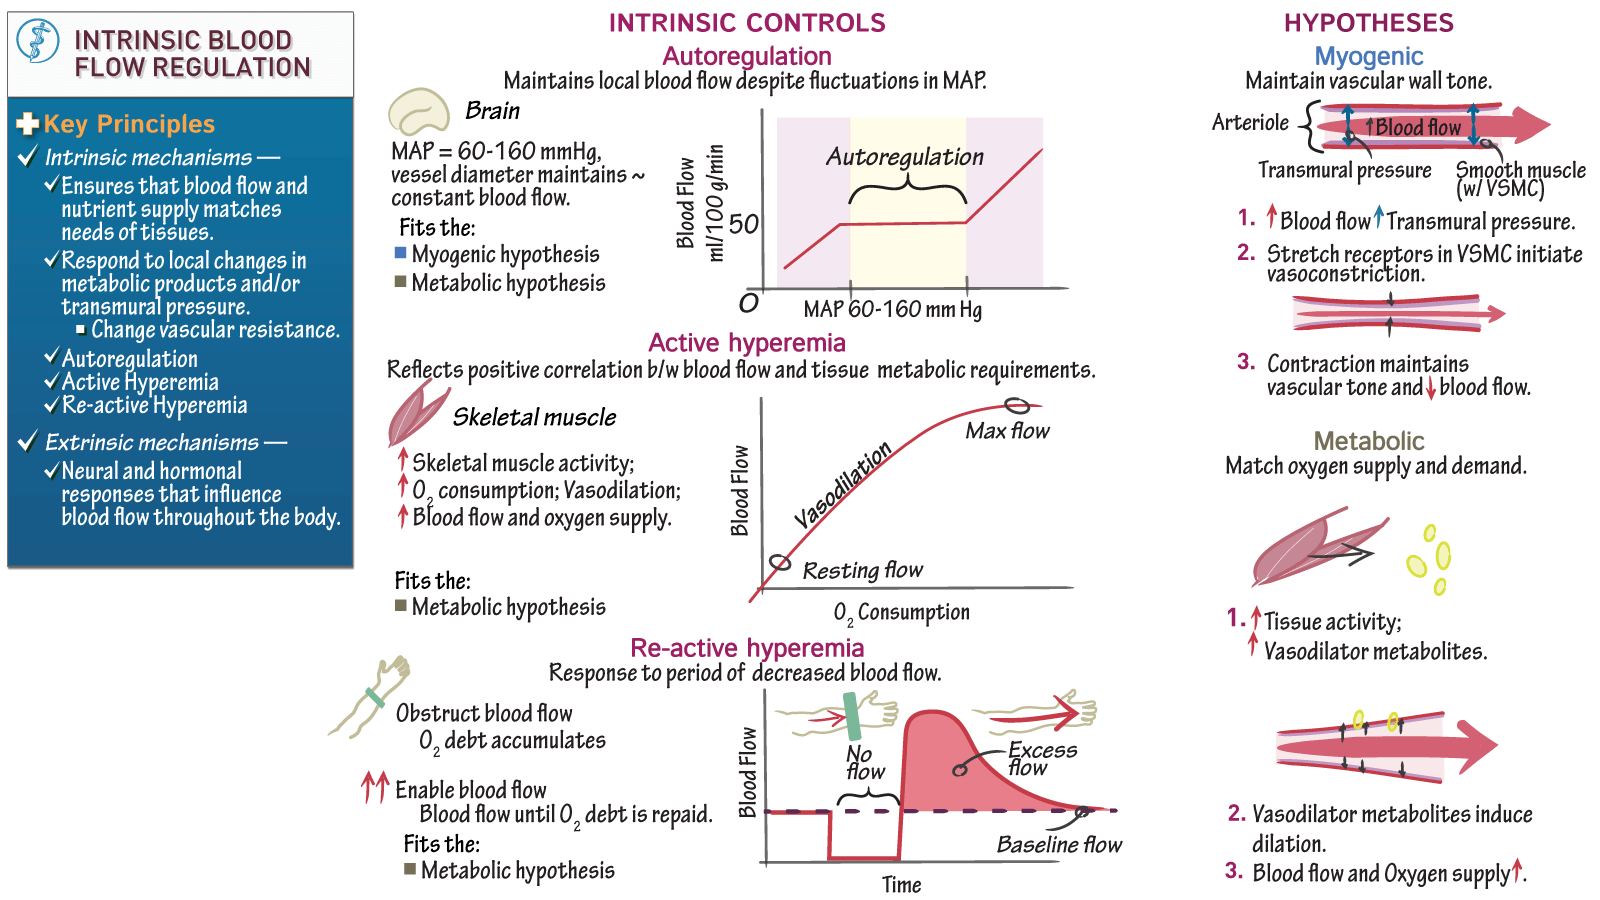 INTRINSIC BLOOD
FLOW REGULATION
Key Principles
Intrinsic mechanisms —
Ensures that blood flow and
nutrient supply matches
needs of tissues.
Respond to local changes in
metabolic products and/or
transmural pressure.
Change vascular resistance.
Autoregulation
Active Hyperemia
Re-active Hyperemia
Extrinsic mechanisms —
Neural and hormonal
responses that influence
blood flow throughout the body.
INTRINSIC CONTROLS
Autoregulation
Maintains local blood flow despite fluctuations in MAP.
Brain
MAP = 60-160 mmHg,
vessel diameter maintains ~
constant blood flow.
Fits the:
Myogenic hypothesis
Metabolic hypothesis
Blood Flow
ml/100 g/min
50
0
Autoregulation
MAP 60-160 mm Hg
Active hyperemia
Reflects positive correlation b/w blood flow and tissue metabolic requirements.
Skeletal muscle
↑ Skeletal muscle activity;
↑ O₂ consumption; Vasodilation;
↑ Blood flow and oxygen supply.
Fits the:
Metabolic hypothesis
Blood Flow
Vasodilation
Max flow
Resting flow
O₂ Consumption
Re-active hyperemia
Response to period of decreased blood flow.
Obstruct blood flow
O₂ debt accumulates
↑↑ Enable blood flow
Blood flow until O₂ debt is repaid.
Fits the:
Metabolic hypothesis
Blood Flow
No
flow
Excess
flow
Baseline flow
Time
HYPOTHESES
Myogenic
Maintain vascular wall tone.
Arteriole
↑Blood flow
Transmural pressure
Smooth muscle
(w/ VSMC)
1. ↑Blood flow↑Transmural pressure.
2. Stretch receptors in VSMC initiate
vasoconstriction.
3. Contraction maintains
vascular tone and↓blood flow.
Metabolic
Match oxygen supply and demand.
1. ↑Tissue activity;
↑Vasodilator metabolites.
2. Vasodilator metabolites induce
dilation.
3. Blood flow and Oxygen supply↑.